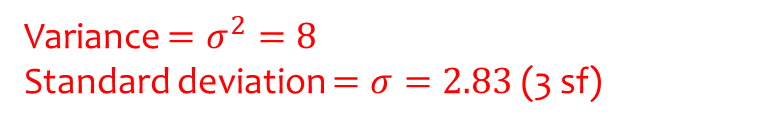 Variance = σ² = 8
Standard deviation = σ = 2.83 (3 sf)